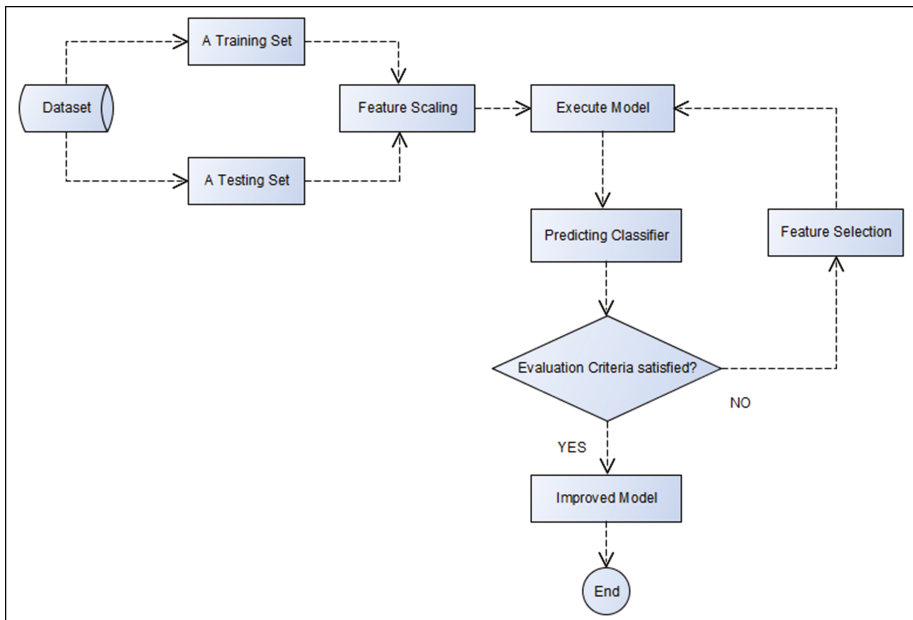 A Training Set
Dataset
Feature Scaling
Execute Model
A Testing Set
Predicting Classifier
Feature Selection
Evaluation Criteria satisfied?
NO
YES
Improved Model
End